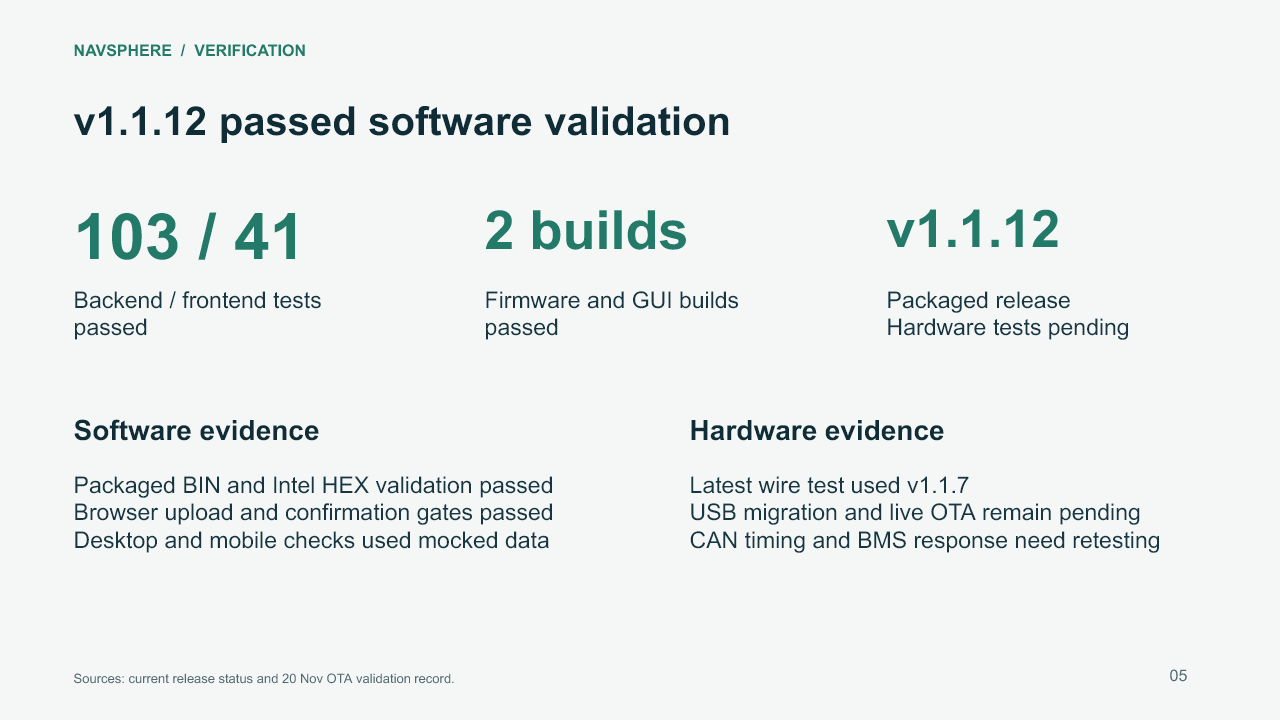 NAVSPHERE / VERIFICATION
v1.1.12 passed software validation
103 / 41
Backend / frontend tests
passed
2 builds
Firmware and GUI builds
passed
v1.1.12
Packaged release
Hardware tests pending
Software evidence
Packaged BIN and Intel HEX validation passed
Browser upload and confirmation gates passed
Desktop and mobile checks used mocked data
Hardware evidence
Latest wire test used v1.1.7
USB migration and live OTA remain pending
CAN timing and BMS response need retesting
Sources: current release status and 20 Nov OTA validation record.
05